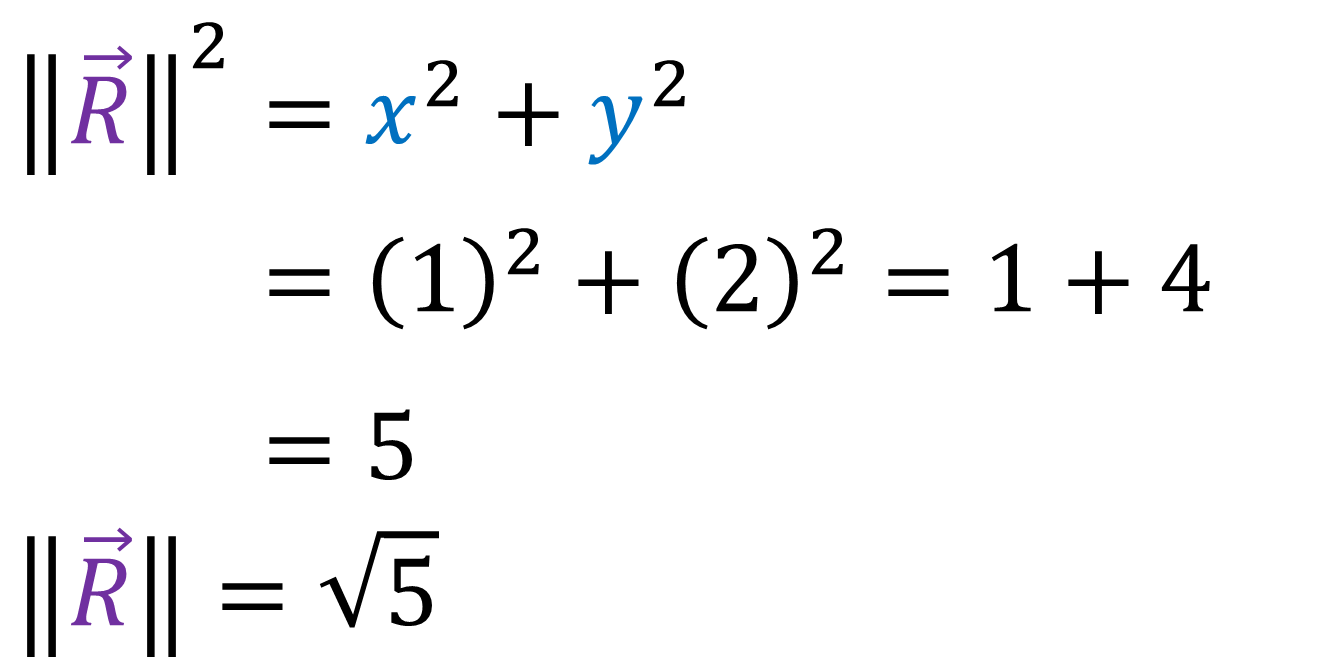 ‖R⃗‖² = x² + y²
= (1)² + (2)² = 1 + 4
= 5
‖R⃗‖ = √5